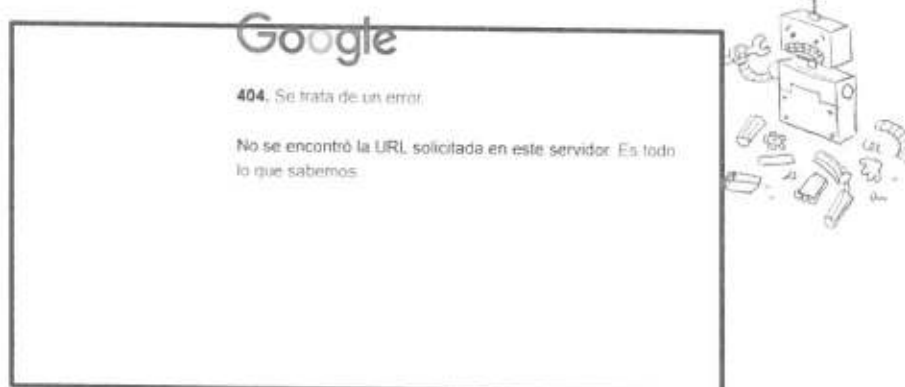 Google
404. Se trata de un error.
No se encontró la URL solicitada en este servidor. Es todo
lo que sabemos.